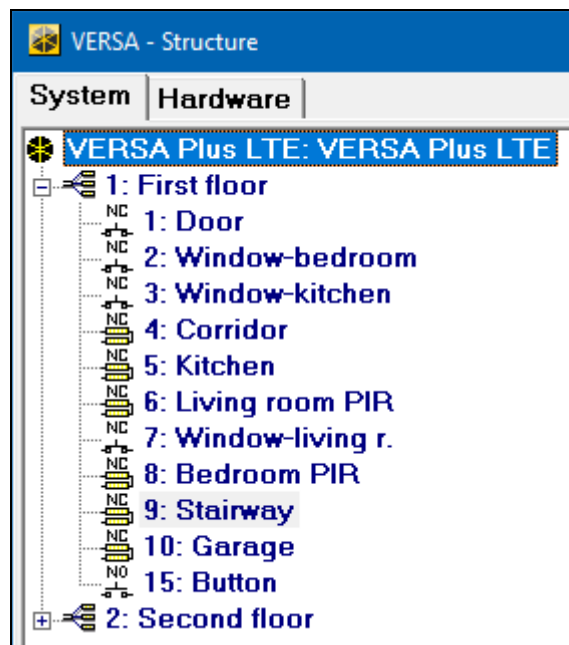 VERSA - Structure
System Hardware
VERSA Plus LTE: VERSA Plus LTE
1: First floor
NC 1: Door
NC 2: Window-bedroom
NC 3: Window-kitchen
NC 4: Corridor
NC 5: Kitchen
NC 6: Living room PIR
NC 7: Window-living r.
NC 8: Bedroom PIR
NC 9: Stairway
NC 10: Garage
NO 15: Button
2: Second floor